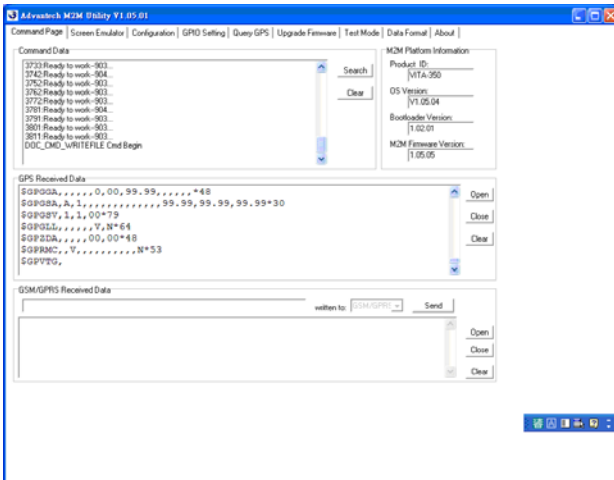 Advantech M2M Utility V1.05.01
Command Page Screen Emulator Configuration GPIO Setting Query GPS Upgrade Firmware Test Mode Data Format About
Command Data
3733:Ready to work--903...
3742:Ready to work--904...
3752:Ready to work--903...
3762:Ready to work--903...
3772:Ready to work--903...
3781:Ready to work--904...
3791:Ready to work--903...
3801:Ready to work--903...
3811:Ready to work--903...
DOC_CMD_WRITEFILE Cmd Begin
Search
Clear
M2M Platform Information
Product ID:
VITA-350
OS Version:
V1.05.04
Bootloader Version:
1.02.01
M2M Firmware Version:
1.05.05
GPS Received Data
$GPGGA,,,,,,0,00,99.99,,,,,,*48
$GPGSA,A,1,,,,,,,,,,,,,99.99,99.99,99.99*30
$GPGSV,1,1,00*79
$GPGLL,,,,,,V,N*64
$GPZDA,,,,,00,00*48
$GPRMC,,V,,,,,,,,,,N*53
$GPVTG,
Open
Close
Clear
GSM/GPRS Received Data
written to: GSM/GPRS
Send
Open
Close
Clear